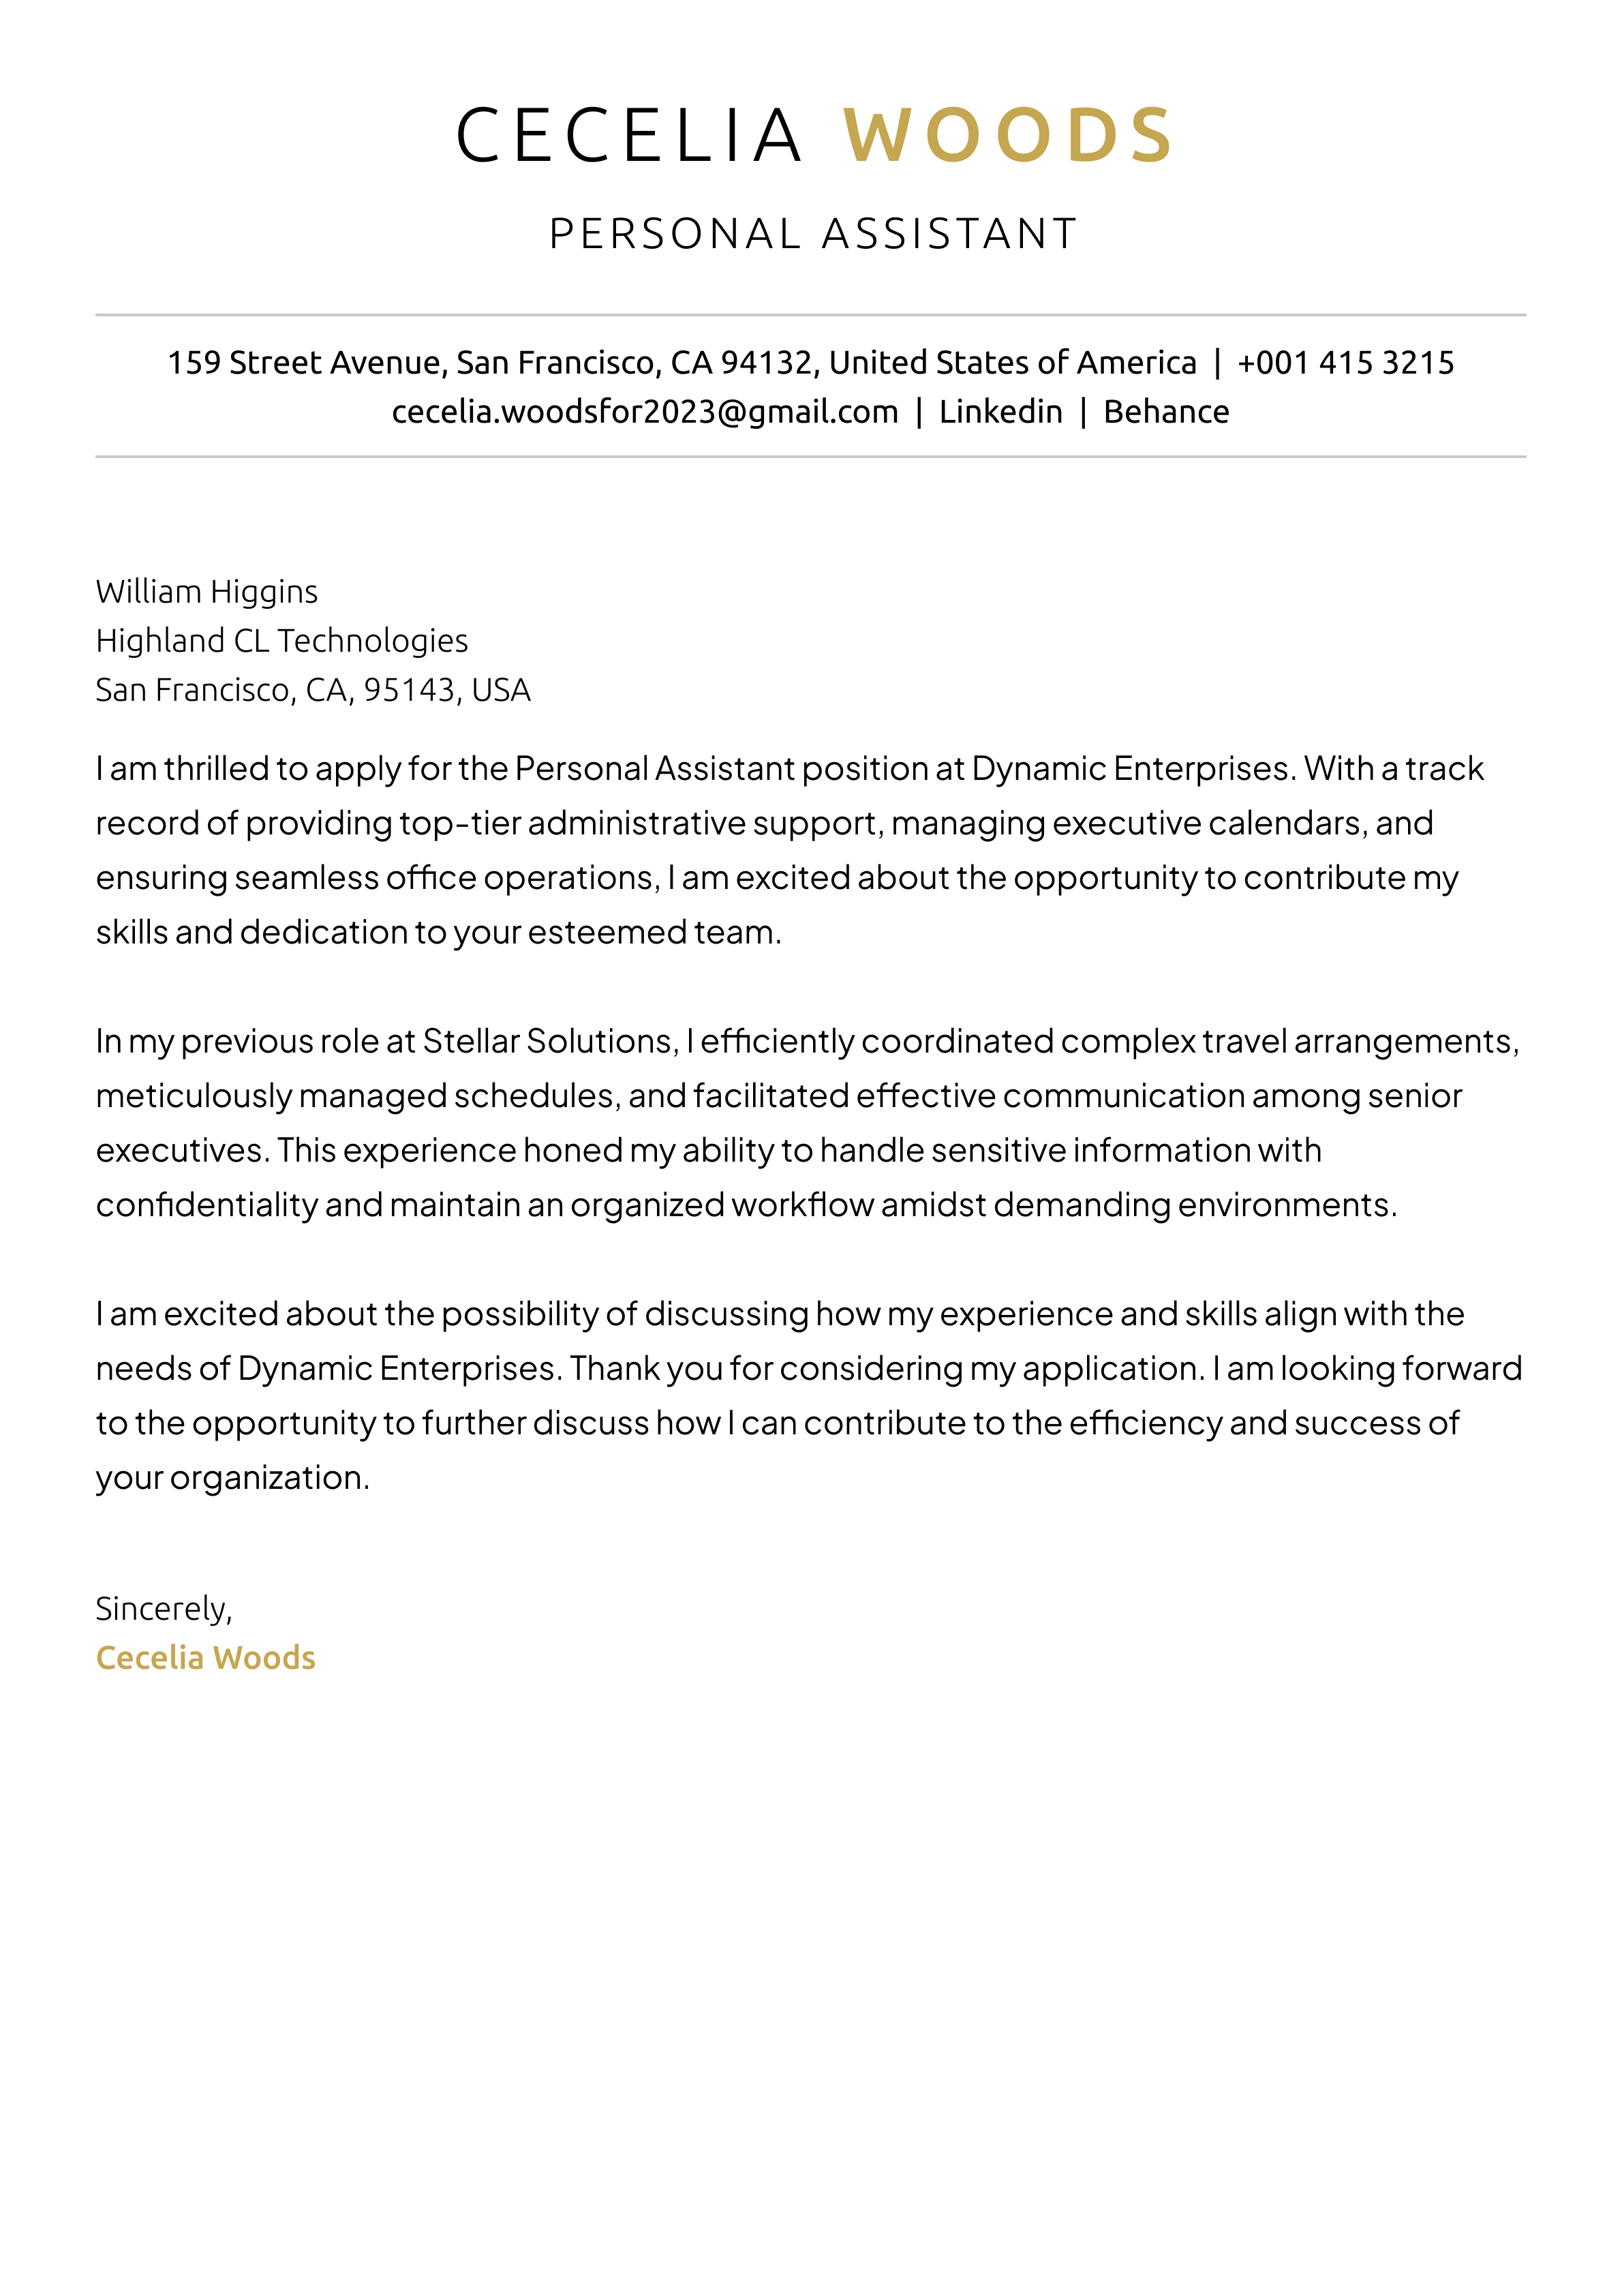 CECELIA WOODS
PERSONAL ASSISTANT
159 Street Avenue, San Francisco, CA 94132, United States of America | +001 415 3215
cecelia.woodsfor2023@gmail.com | Linkedin | Behance
William Higgins
Highland CL Technologies
San Francisco, CA, 95143, USA
I am thrilled to apply for the Personal Assistant position at Dynamic Enterprises. With a track
record of providing top-tier administrative support, managing executive calendars, and
ensuring seamless office operations, I am excited about the opportunity to contribute my
skills and dedication to your esteemed team.
In my previous role at Stellar Solutions, I efficiently coordinated complex travel arrangements,
meticulously managed schedules, and facilitated effective communication among senior
executives. This experience honed my ability to handle sensitive information with
confidentiality and maintain an organized workflow amidst demanding environments.
I am excited about the possibility of discussing how my experience and skills align with the
needs of Dynamic Enterprises. Thank you for considering my application. I am looking forward
to the opportunity to further discuss how I can contribute to the efficiency and success of
your organization.
Sincerely,
Cecelia Woods